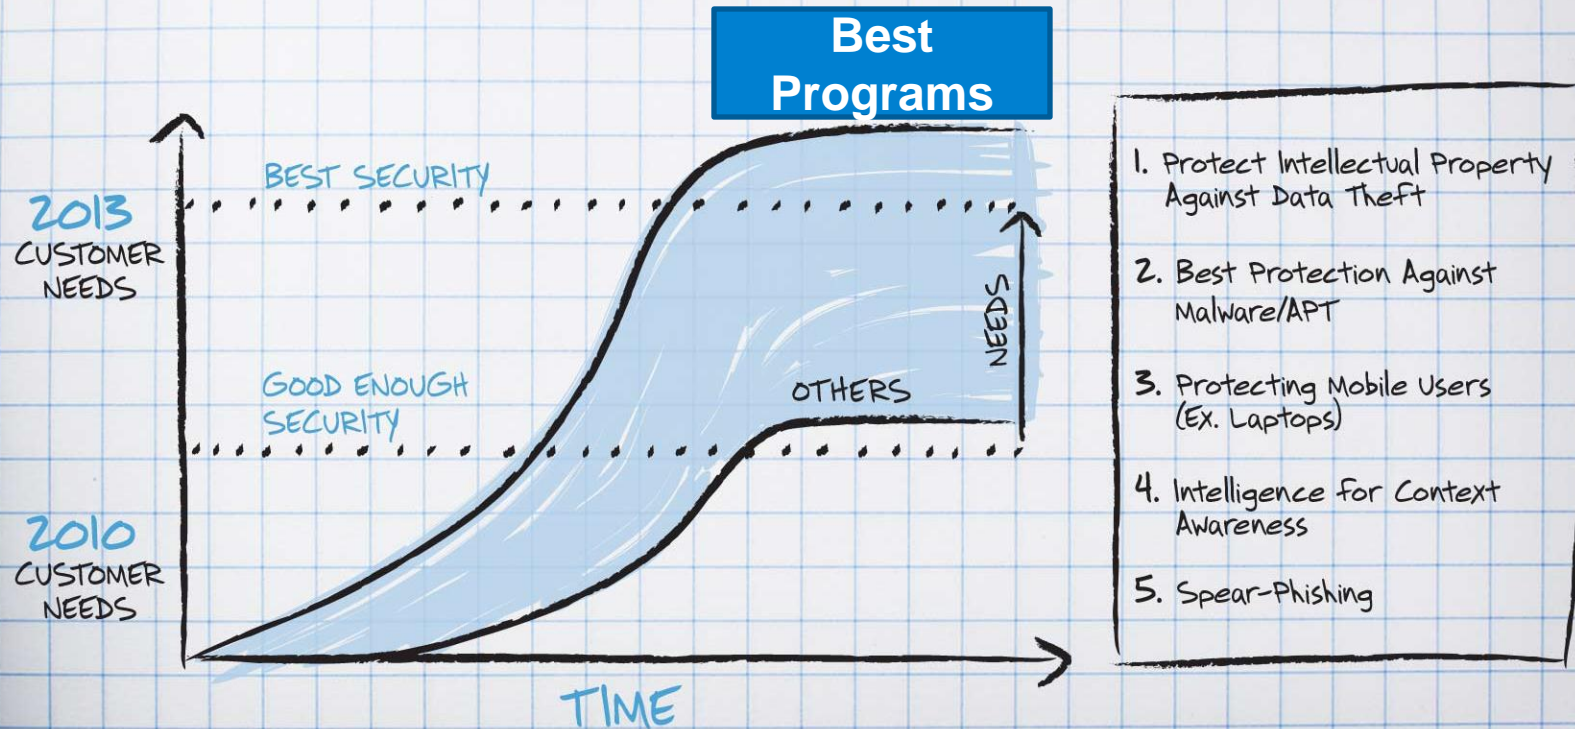 Best
Programs
BEST SECURITY
2013
CUSTOMER
NEEDS
GOOD ENOUGH
SECURITY
OTHERS
NEEDS
2010
CUSTOMER
NEEDS
TIME
1. Protect Intellectual Property
Against Data Theft
2. Best Protection Against
Malware/APT
3. Protecting Mobile Users
(Ex. Laptops)
4. Intelligence for Context
Awareness
5. Spear-Phishing